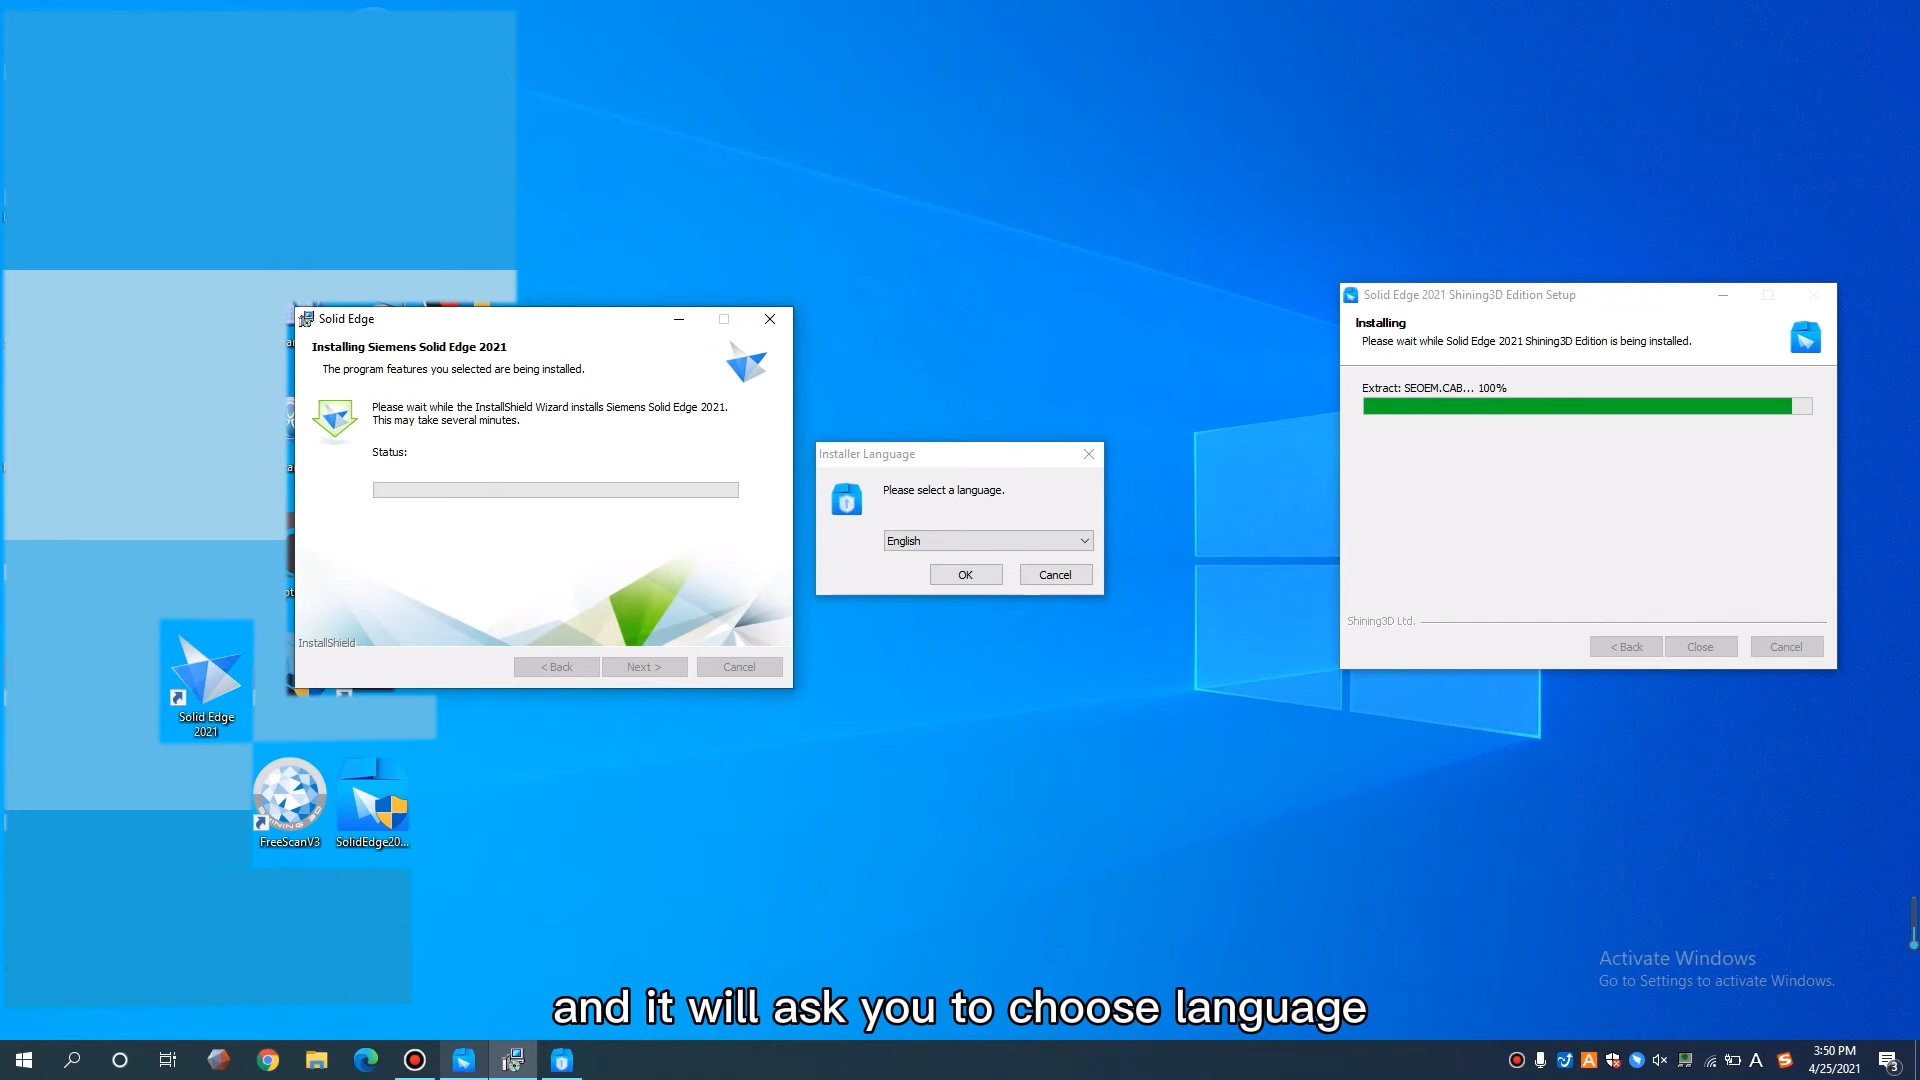 Solid Edge
Installing Siemens Solid Edge 2021
The program features you selected are being installed.
Please wait while the InstallShield Wizard installs Siemens Solid Edge 2021.
This may take several minutes.
Status:
InstallShield
< Back
Next >
Cancel
Installer Language
Please select a language.
English
OK
Cancel
Solid Edge 2021 Shining3D Edition Setup
Installing
Please wait while Solid Edge 2021 Shining3D Edition is being installed.
Extract: SEOEM.CAB... 100%
Shining3D Ltd.
< Back
Close
Cancel
Solid Edge
2021
FreeScanV3
SolidEdge20...
Activate Windows
Go to Settings to activate Windows.
and it will ask you to choose language
A
A
S
3:50 PM
4/25/2021
3